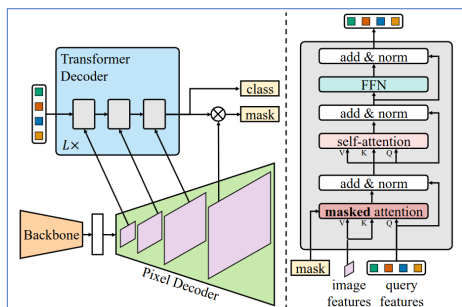 Transformer
Decoder
L×
class
mask
Backbone
Pixel Decoder
add & norm
FFN
add & norm
self-attention
V K Q
add & norm
masked attention
V K Q
mask
image
features
query
features